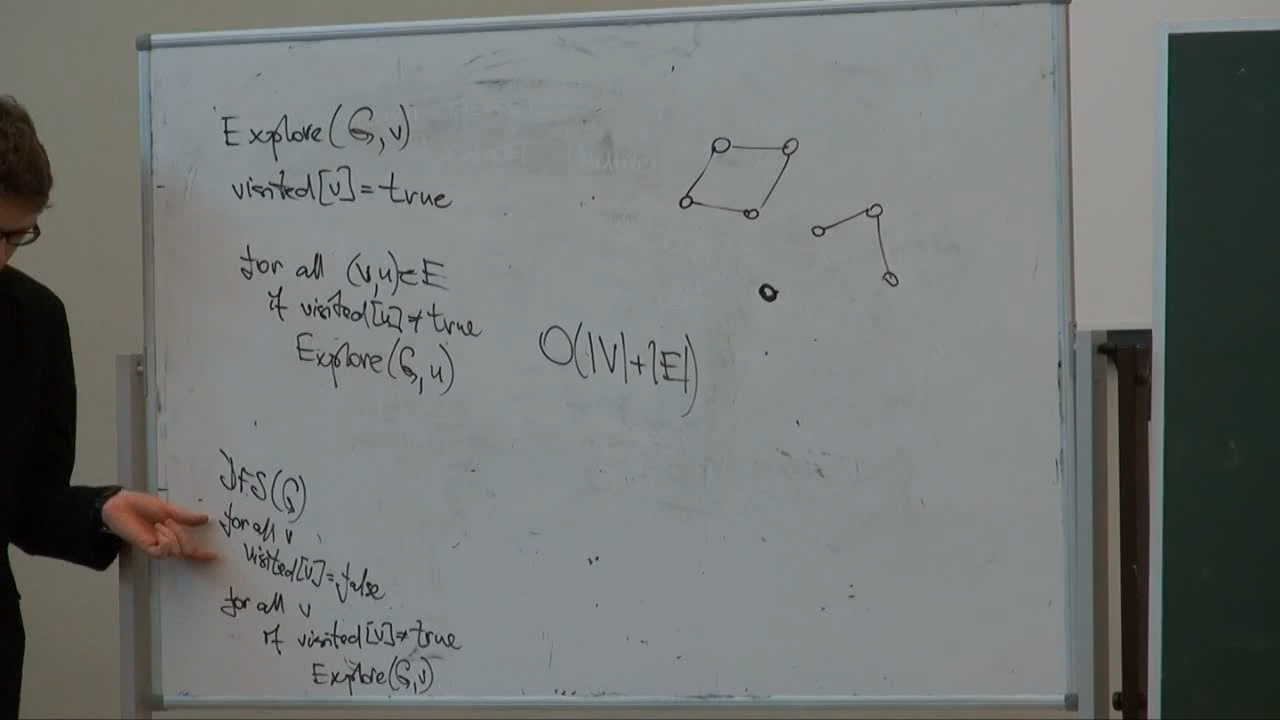 Explore(G,v)
visited[v]=true
for all (v,u)∈E
if visited[u]≠true
Explore(G,u)
O(|V|+|E|)
DFS(G)
for all v
visited[v]=false
for all v
if visited[v]≠true
Explore(G,v)